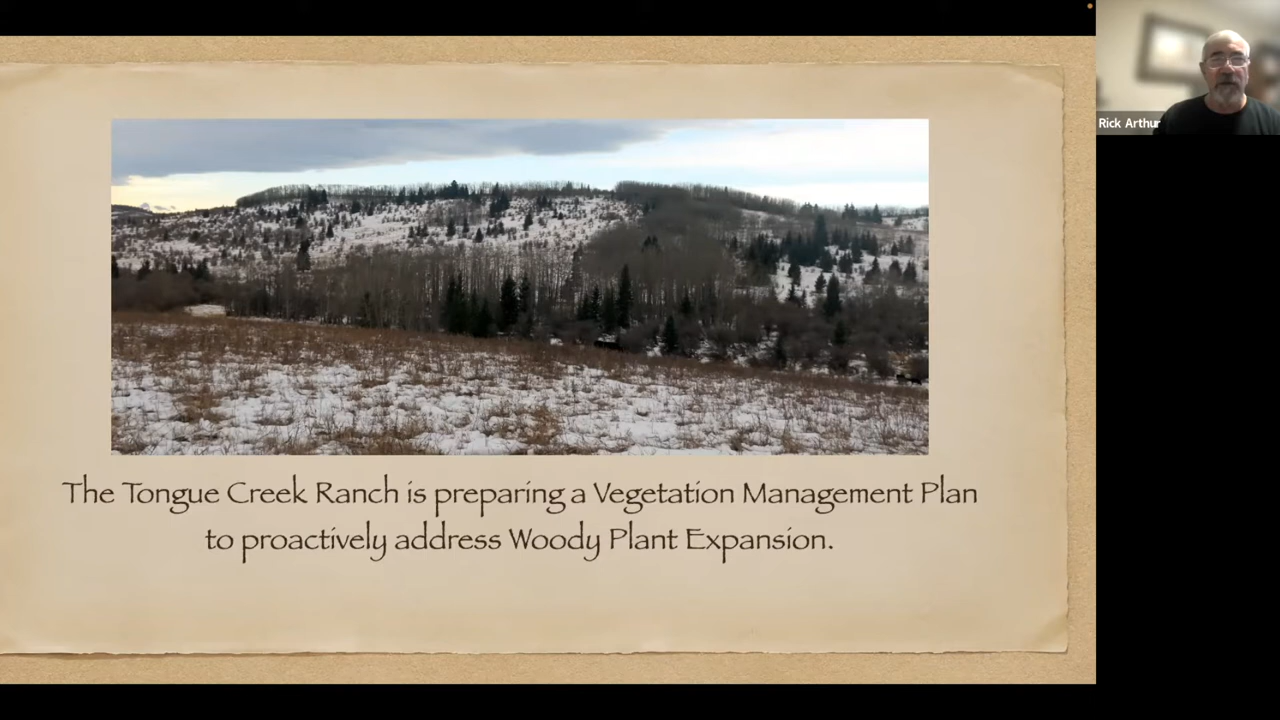 The Tongue Creek Ranch is preparing a Vegetation Management Plan
to proactively address Woody Plant Expansion.
Rick Arthur